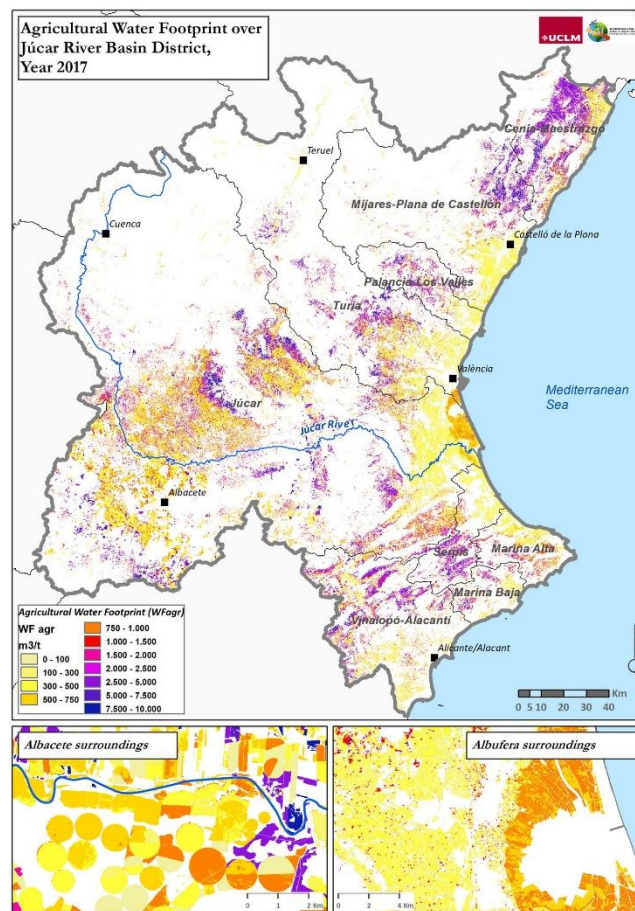 Agricultural Water Footprint over
Júcar River Basin District,
Year 2017
UCLM
Cenia-Maestrazgo
Teruel
Mijares-Plana de Castellón
Cuenca
Castelló de la Plana
Palancia-Los Valles
Turia
València
Mediterranean
Sea
Júcar
Júcar River
Albacete
Serpis
Marina Alta
Marina Baja
Vinalopó-Alacantí
Alicante/Alacant
Agricultural Water Footprint (WFagr)
WF agr
m3/t
0 - 100
100 - 300
300 - 500
500 - 750
750 - 1.000
1.000 - 1.500
1.500 - 2.000
2.000 - 2.500
2.500 - 5.000
5.000 - 7.500
7.500 - 10.000
0 5 10 20 30 40
Km
Albacete surroundings
0 1 2 Km
Albufera surroundings
0 2 4 Km